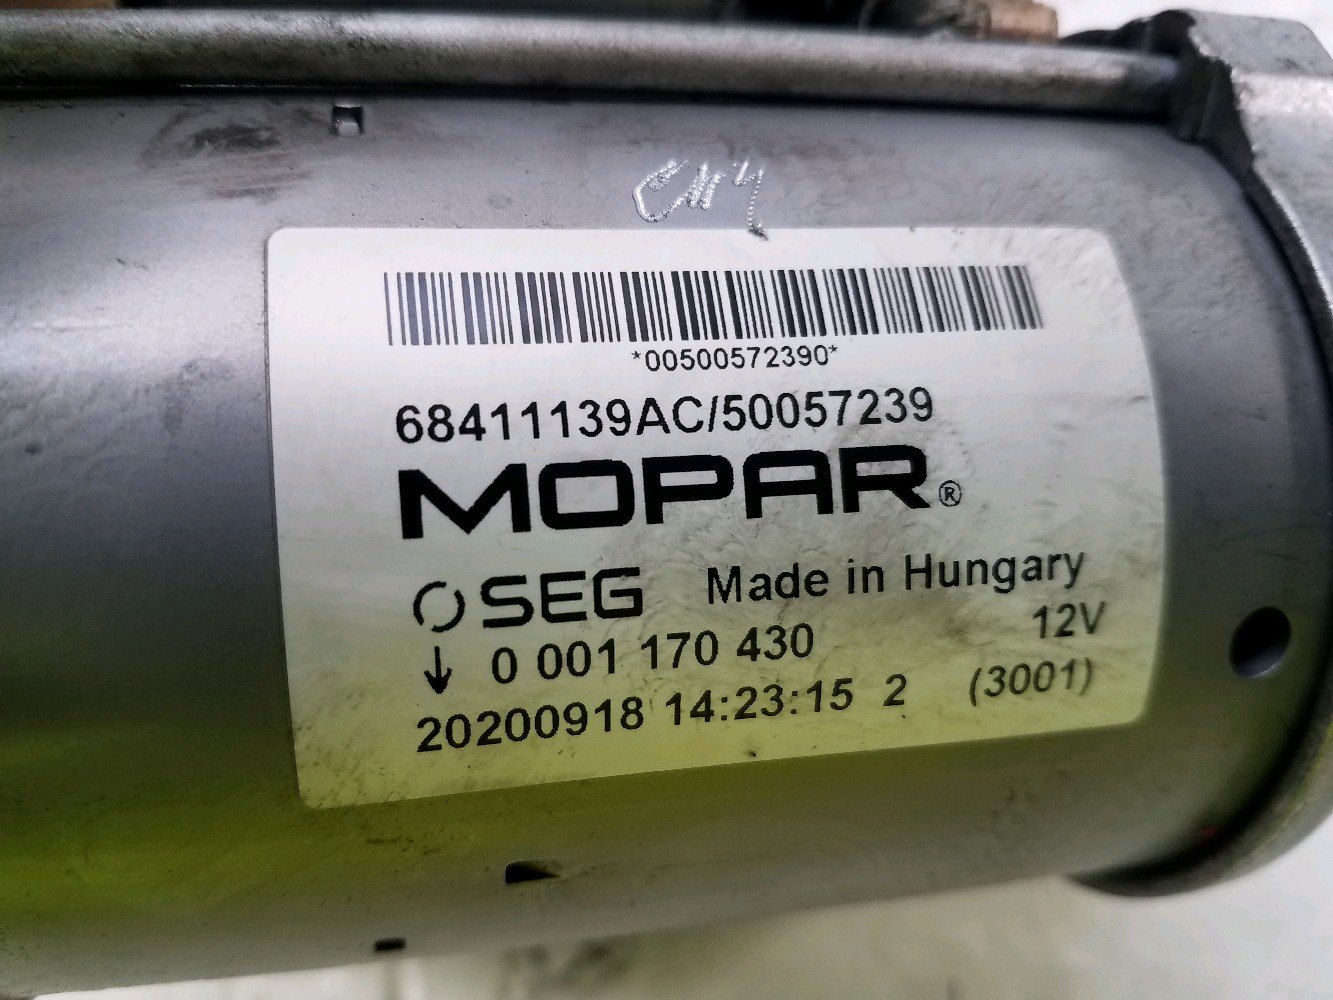 *00500572390*
68411139AC/50057239
MOPAR®
SEG Made in Hungary
0 001 170 430 12V
20200918 14:23:15 2 (3001)